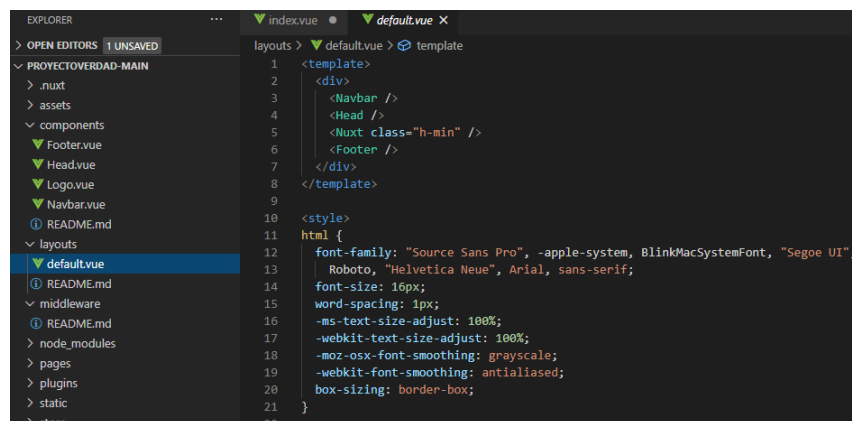 EXPLORER
OPEN EDITORS 1 UNSAVED
PROYECTOVERDAD-MAIN
.nuxt
assets
components
Footer.vue
Head.vue
Logo.vue
Navbar.vue
README.md
layouts
default.vue
README.md
middleware
README.md
node_modules
pages
plugins
static
index.vue
default.vue
layouts > default.vue > template
1 <template>
2 <div>
3 <Navbar />
4 <Head />
5 <Nuxt class="h-min" />
6 <Footer />
7 </div>
8 </template>
9
10 <style>
11 html {
12 font-family: "Source Sans Pro", -apple-system, BlinkMacSystemFont, "Segoe UI",
13 Roboto, "Helvetica Neue", Arial, sans-serif;
14 font-size: 16px;
15 word-spacing: 1px;
16 -ms-text-size-adjust: 100%;
17 -webkit-text-size-adjust: 100%;
18 -moz-osx-font-smoothing: grayscale;
19 -webkit-font-smoothing: antialiased;
20 box-sizing: border-box;
21 }